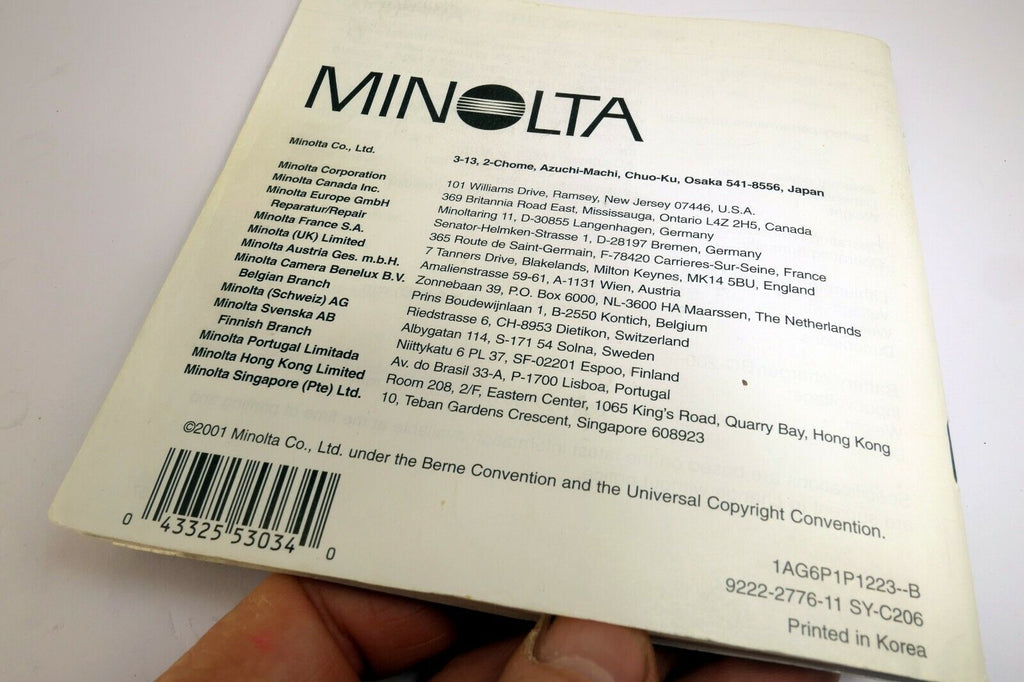 MINOLTA
Minolta Co., Ltd. 3-13, 2-Chome, Azuchi-Machi, Chuo-Ku, Osaka 541-8556, Japan
Minolta Corporation 101 Williams Drive, Ramsey, New Jersey 07446, U.S.A.
Minolta Canada Inc. 369 Britannia Road East, Mississauga, Ontario L4Z 2H5, Canada
Minolta Europe GmbH Minoltaring 11, D-30855 Langenhagen, Germany
Reparatur/Repair Senator-Helmken-Strasse 1, D-28197 Bremen, Germany
Minolta France S.A. 365 Route de Saint-Germain, F-78420 Carrieres-Sur-Seine, France
Minolta (UK) Limited 7 Tanners Drive, Blakelands, Milton Keynes, MK14 5BU, England
Minolta Austria Ges. m.b.H. Amalienstrasse 59-61, A-1131 Wien, Austria
Minolta Camera Benelux B.V. Zonnebaan 39, P.O. Box 6000, NL-3600 HA Maarssen, The Netherlands
Belgian Branch Prins Boudewijnlaan 1, B-2550 Kontich, Belgium
Minolta (Schweiz) AG Riedstrasse 6, CH-8953 Dietikon, Switzerland
Minolta Svenska AB Albygatan 114, S-171 54 Solna, Sweden
Finnish Branch Niittykatu 6 PL 37, SF-02201 Espoo, Finland
Minolta Portugal Limitada Av. do Brasil 33-A, P-1700 Lisboa, Portugal
Minolta Hong Kong Limited Room 208, 2/F, Eastern Center, 1065 King's Road, Quarry Bay, Hong Kong
Minolta Singapore (Pte) Ltd. 10, Teban Gardens Crescent, Singapore 608923
©2001 Minolta Co., Ltd. under the Berne Convention and the Universal Copyright Convention.
0 43325 53034 0
1AG6P1P1223--B
9222-2776-11 SY-C206
Printed in Korea